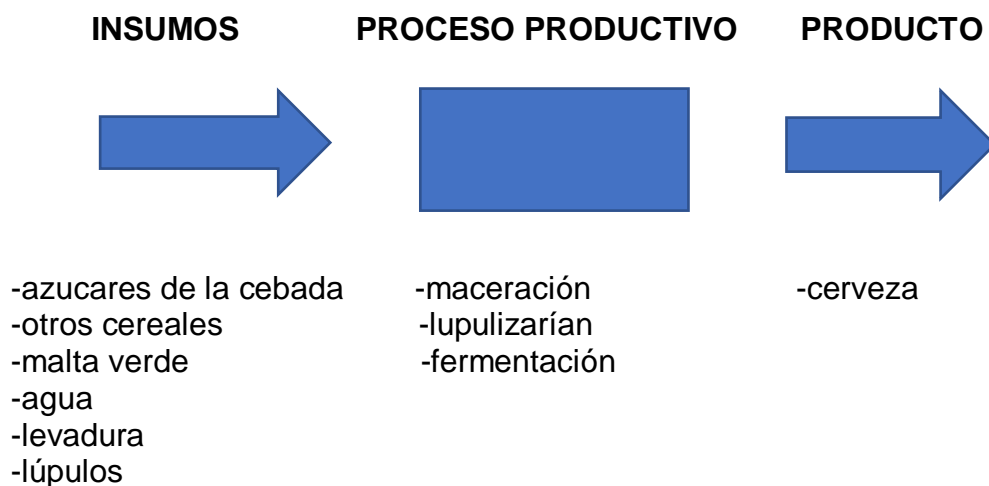 INSUMOS PROCESO PRODUCTIVO PRODUCTO
-azucares de la cebada -maceración -cerveza
-otros cereales -lupulizarían
-malta verde -fermentación
-agua
-levadura
-lúpulos